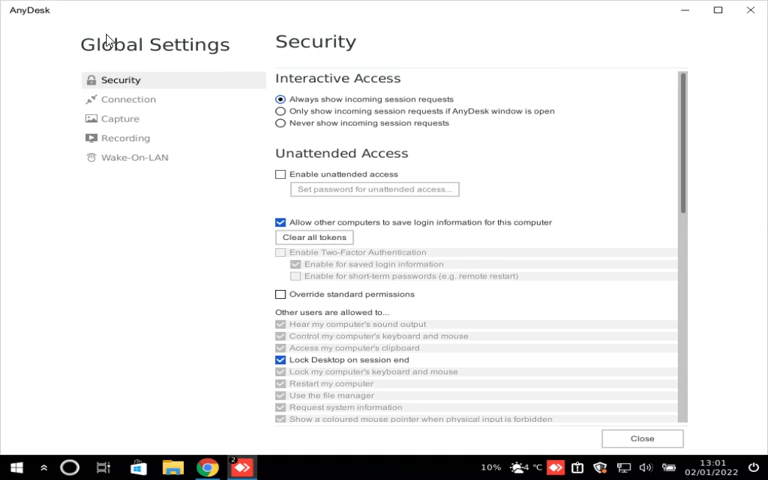 AnyDesk
Global Settings
Security
Connection
Capture
Recording
Wake-On-LAN
Security
Interactive Access
Always show incoming session requests
Only show incoming session requests if AnyDesk window is open
Never show incoming session requests
Unattended Access
Enable unattended access
Set password for unattended access...
Allow other computers to save login information for this computer
Clear all tokens
Enable Two-Factor Authentication
Enable for saved login information
Enable for short-term passwords (e.g. remote restart)
Override standard permissions
Other users are allowed to...
Hear my computer's sound output
Control my computer's keyboard and mouse
Access my computer's clipboard
Lock Desktop on session end
Lock my computer's keyboard and mouse
Restart my computer
Use the file manager
Request system information
Show a coloured mouse pointer when physical input is forbidden
Close
2
10%
4 °C
13:01
02/01/2022